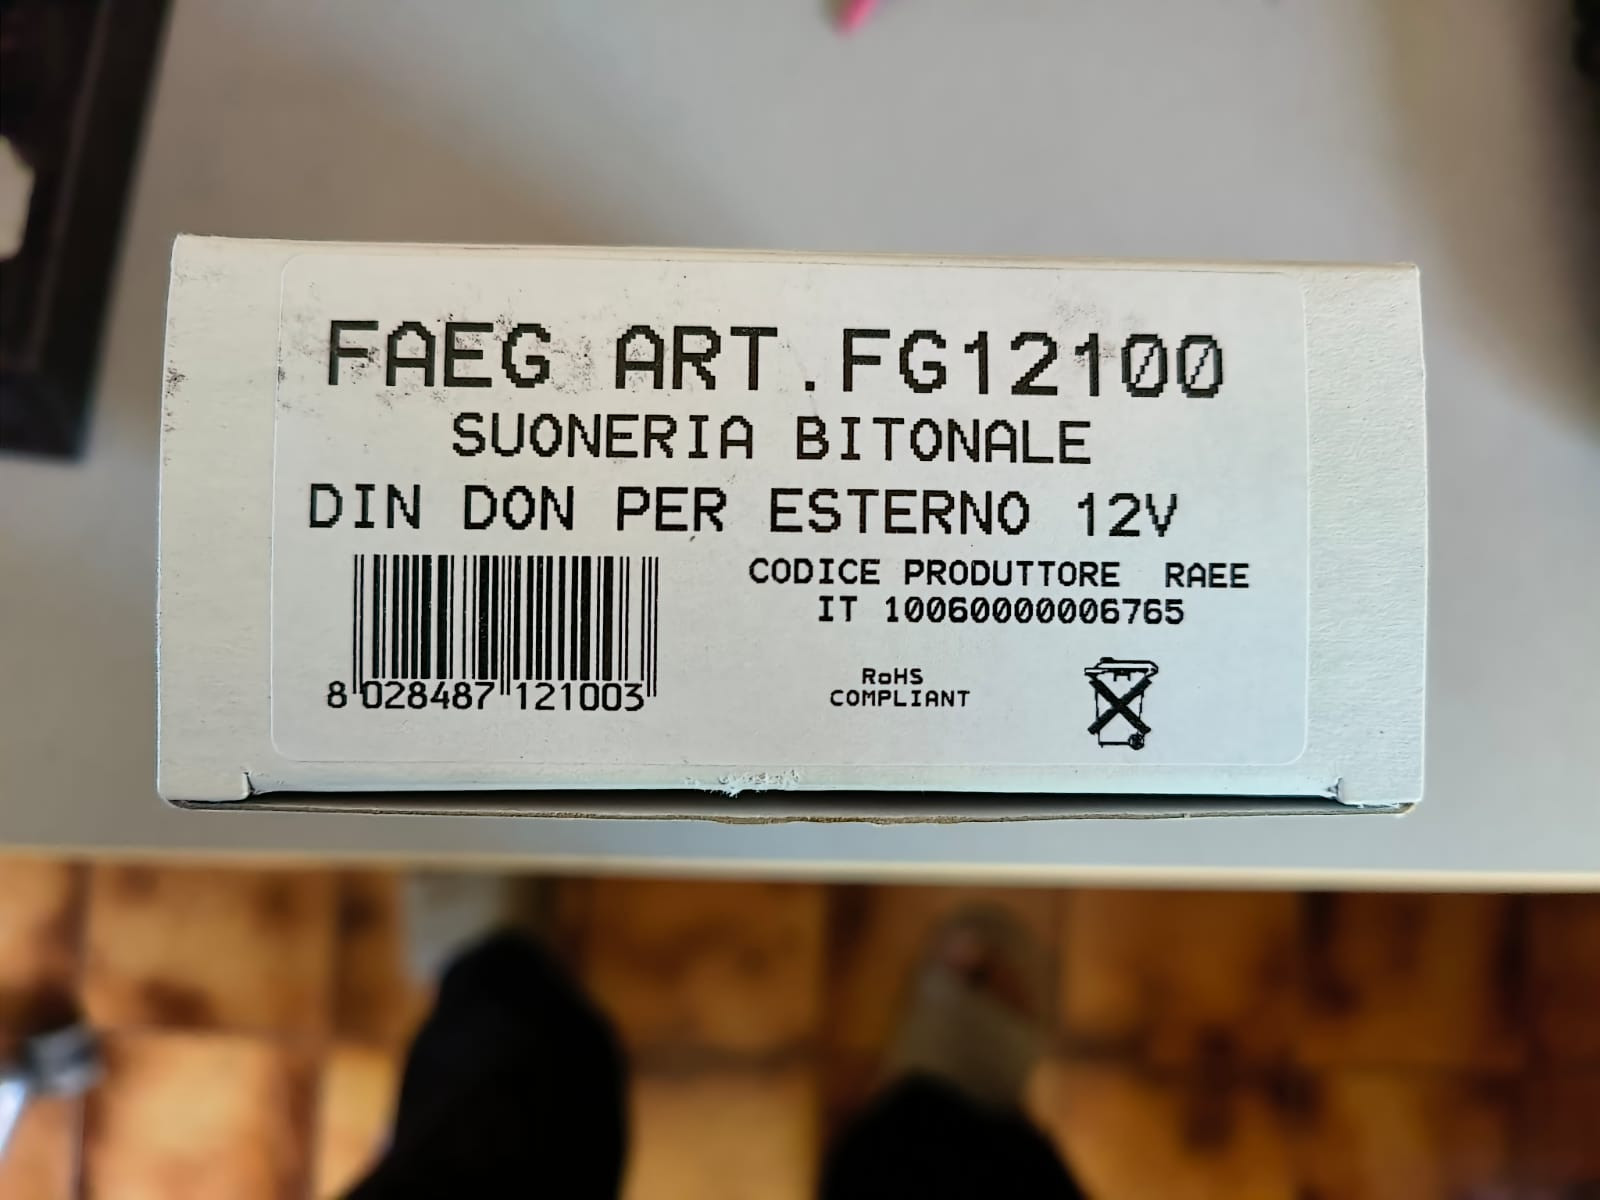 FAEG ART.FG12100
SUONERIA BITONALE
DIN DON PER ESTERNO 12V
CODICE PRODUTTORE RAEE
IT 10060000006765
8 028487 121003
RoHS
COMPLIANT